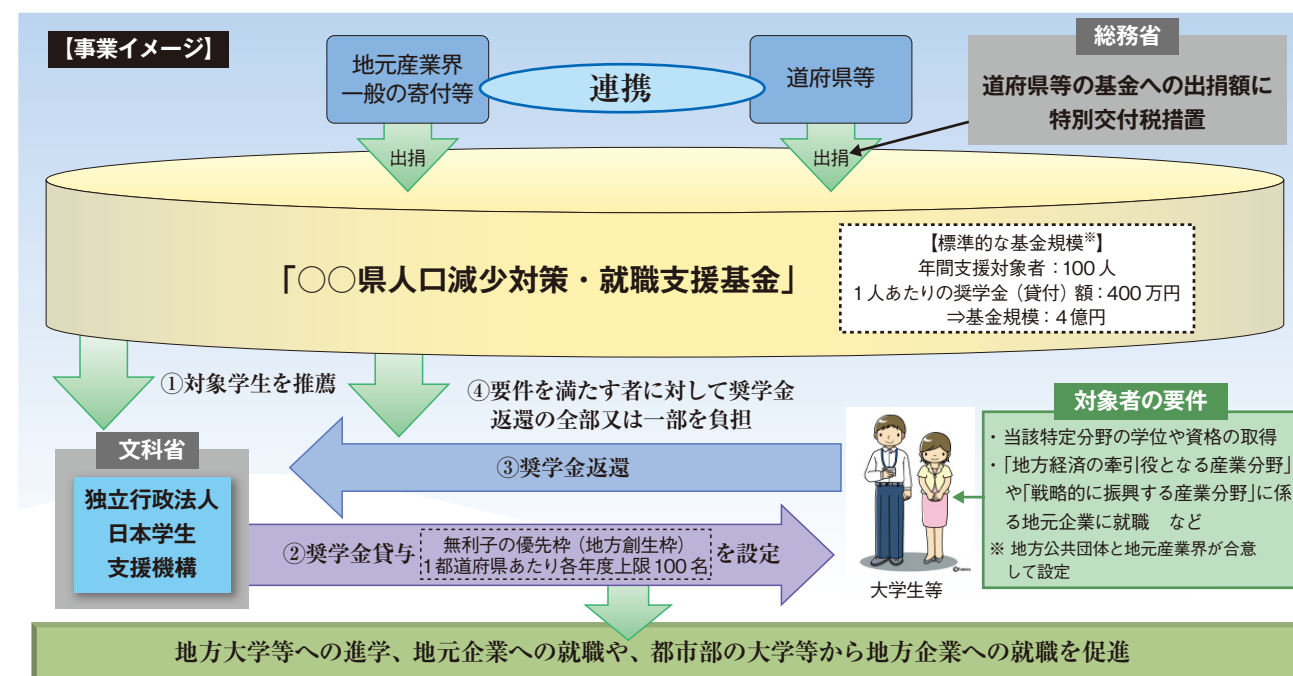 【事業イメージ】
地元産業界
一般の寄付等
連携
道府県等
総務省
道府県等の基金への出捐額に
特別交付税措置
出捐
出捐
「○○県人口減少対策・就職支援基金」
【標準的な基金規模※】
年間支援対象者：100人
1人あたりの奨学金（貸付）額：400万円
⇒基金規模：4億円
①対象学生を推薦
④要件を満たす者に対して奨学金
返還の全部又は一部を負担
文科省
独立行政法人
日本学生
支援機構
③奨学金返還
②奨学金貸与
無利子の優先枠（地方創生枠）
1都道府県あたり各年度上限100名
を設定
大学生等
対象者の要件
・当該特定分野の学位や資格の取得
・「地方経済の牽引役となる産業分野」
や「戦略的に振興する産業分野」に係
る地元企業に就職　など
※ 地方公共団体と地元産業界が合意
して設定
地方大学等への進学、地元企業への就職や、都市部の大学等から地方企業への就職を促進